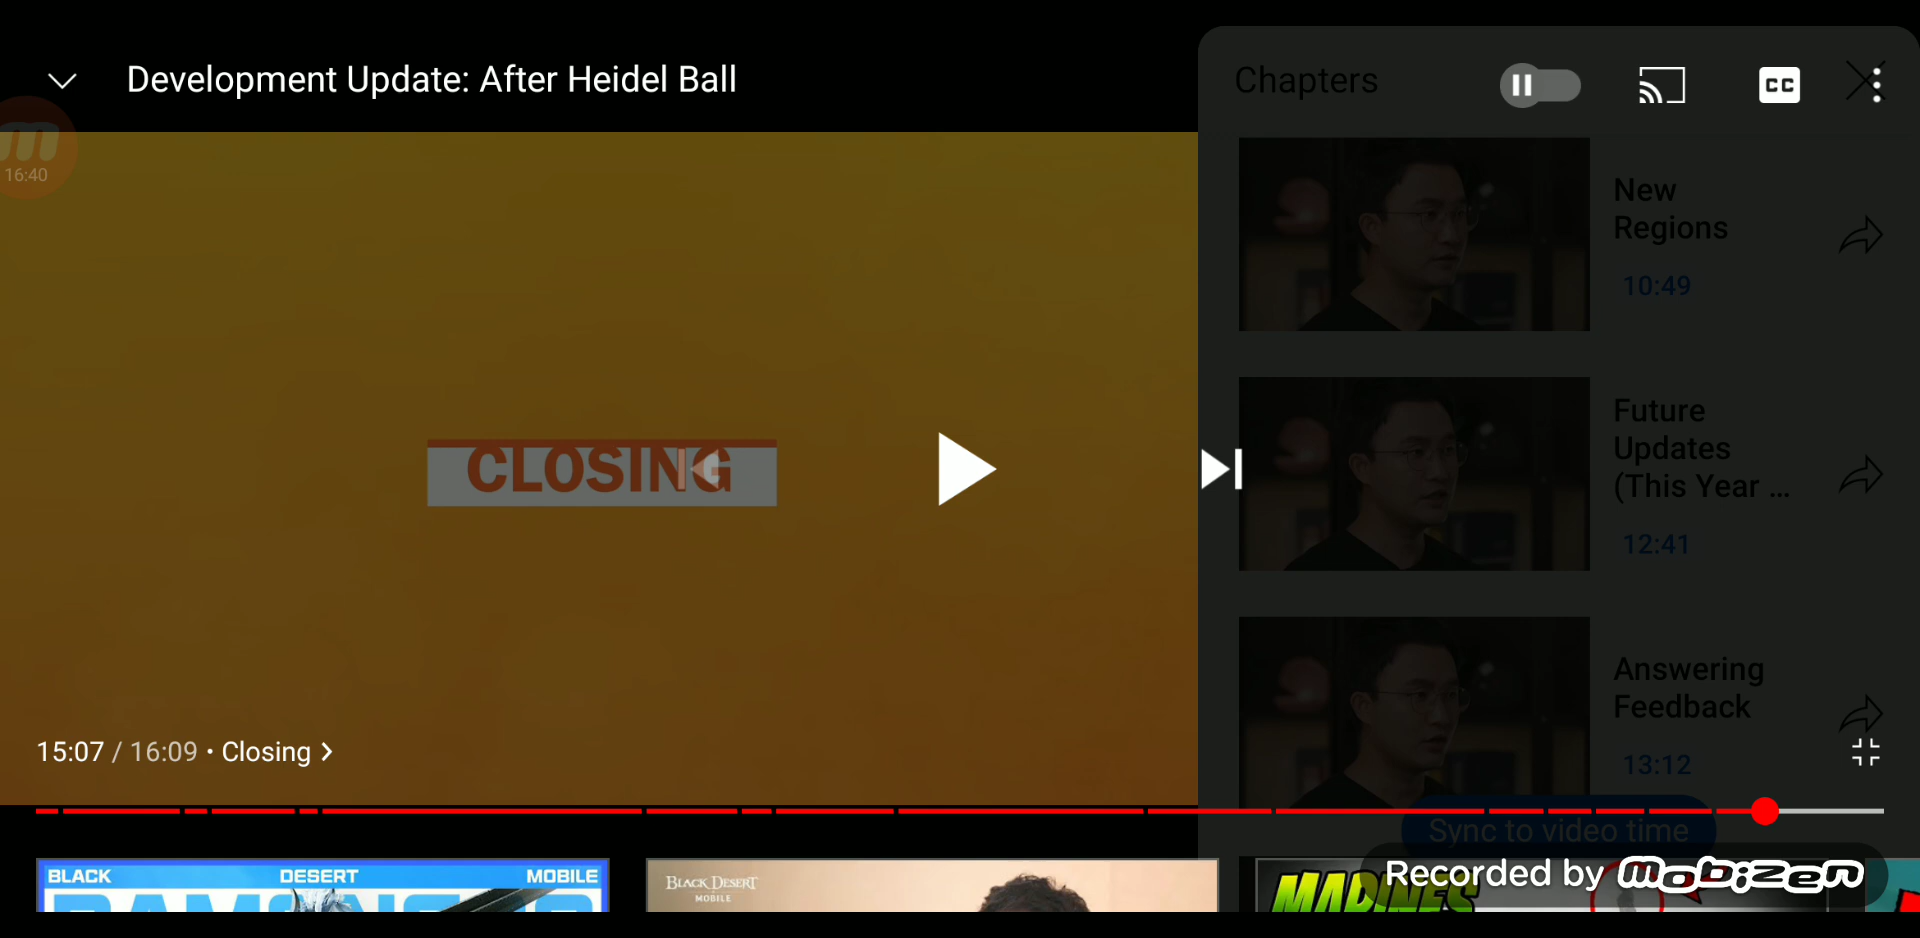 Development Update: After Heidel Ball
Chapters
CC
16:40
New
Regions
10:49
Future
Updates
(This Year ...
12:41
CLOSING
Answering
Feedback
13:12
15:07 / 16:09 • Closing
Sync to video time
Recorded by mobizen
BLACK DESERT MOBILE
BLACK DESERT
MOBILE